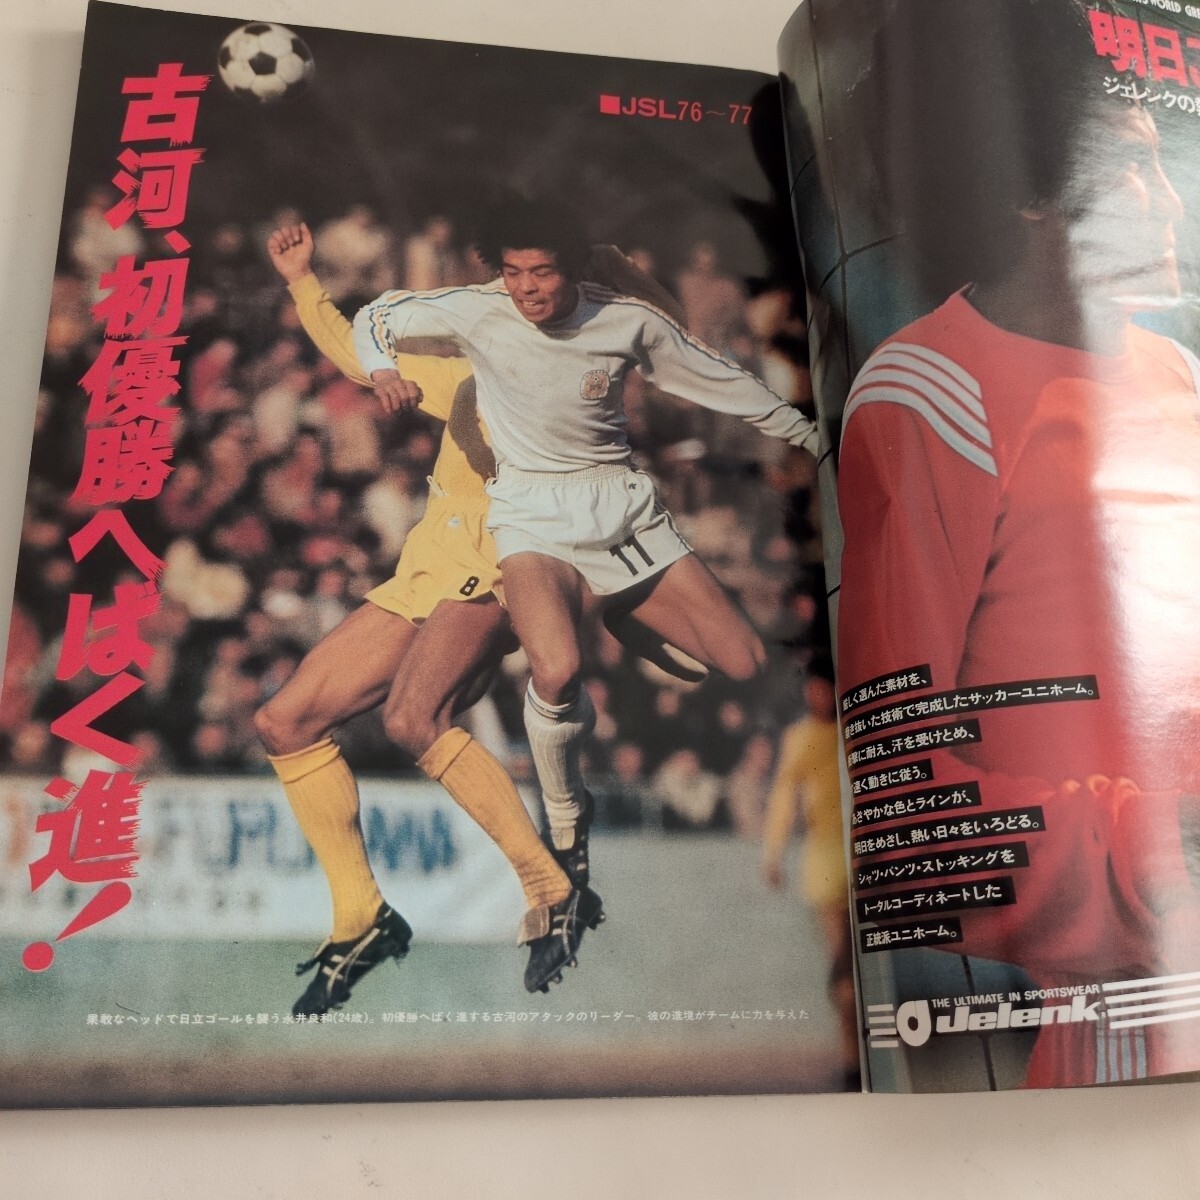 古河、初優勝へばく進!
■JSL76〜77
11
8
果敢なヘッドで日立ゴールを襲う永井良和(24歳)。初優勝へばく進する古河のアタックのリーダー。彼の進境がチームに力を与えた
WORLD
明日
ジェレンクの
しく選んだ素材を、
き抜いた技術で完成したサッカーユニホーム。
撃に耐え、汗を受けとめ、
速く動きに従う。
あざやかな色とラインが、
明日をめざし、熱い日々をいろどる。
シャツ・パンツ・ストッキングを
トータルコーディネートした
正統派ユニホーム。
THE ULTIMATE IN SPORTSWEAR
Jelenk